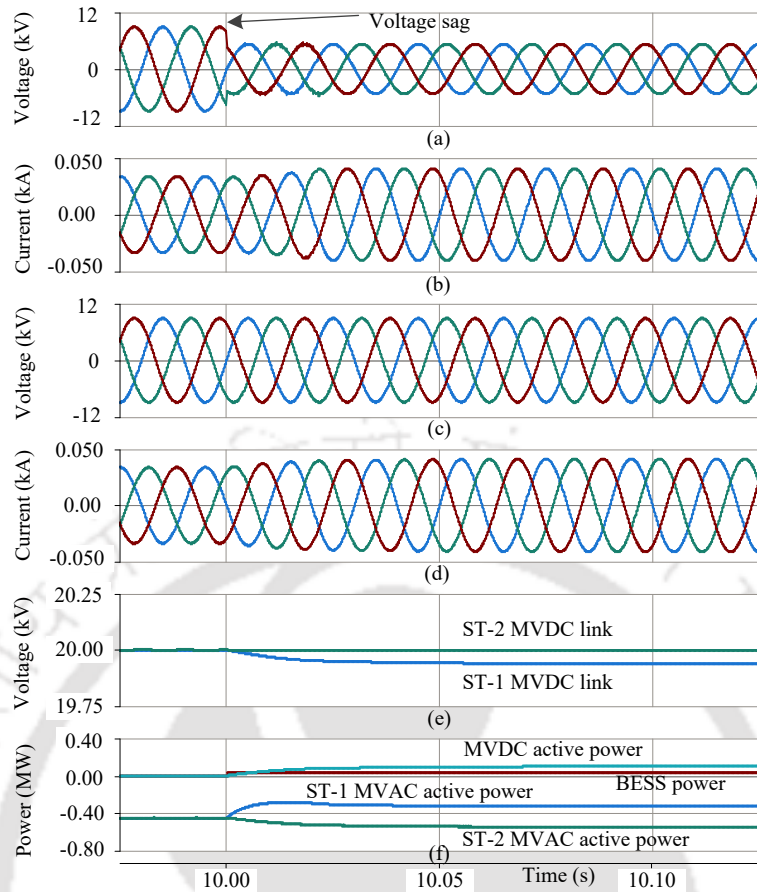 12
Voltage sag
Voltage (kV)
0
-12
(a)
0.050
Current (kA)
0.00
-0.050
(b)
12
Voltage (kV)
0
-12
(c)
0.050
Current (kA)
0.00
-0.050
(d)
20.25
Voltage (kV)
ST-2 MVDC link
20.00
ST-1 MVDC link
19.75
(e)
0.40
Power (MW)
MVDC active power
0.00
BESS power
ST-1 MVAC active power
-0.40
ST-2 MVAC active power
-0.80
(f)
10.00
10.05
Time (s)
10.10